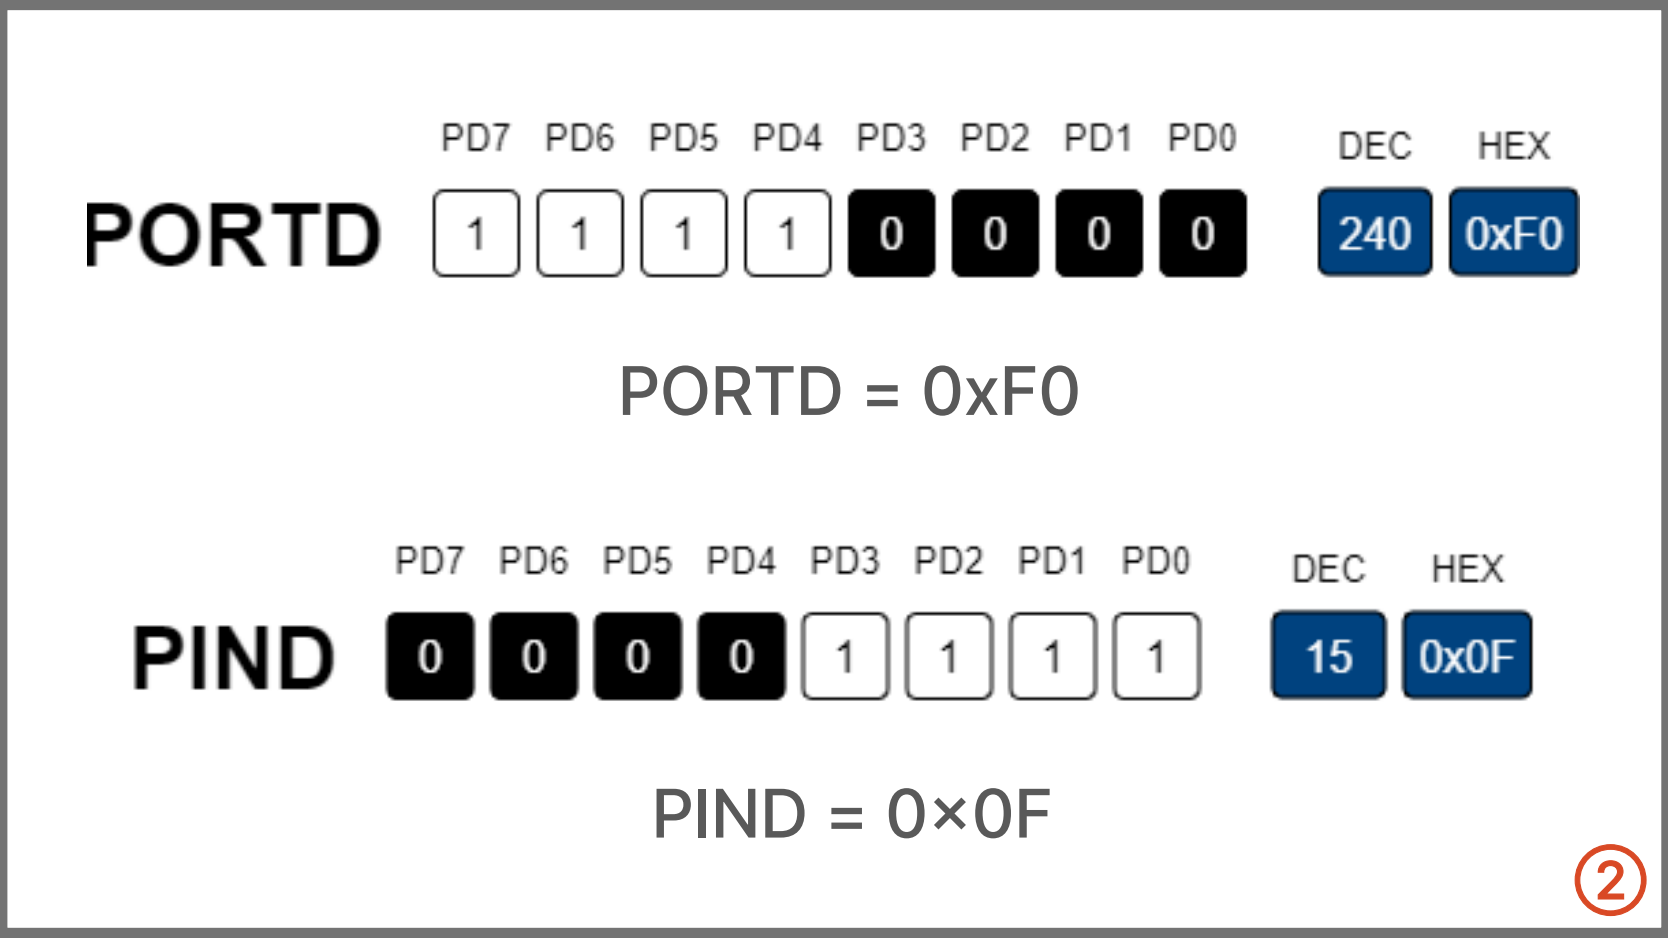 PD7 PD6 PD5 PD4 PD3 PD2 PD1 PD0 DEC HEX
PORTD 1 1 1 1 0 0 0 0 240 0xF0
PORTD = 0xF0
PD7 PD6 PD5 PD4 PD3 PD2 PD1 PD0 DEC HEX
PIND 0 0 0 0 1 1 1 1 15 0x0F
PIND = 0×0F
2